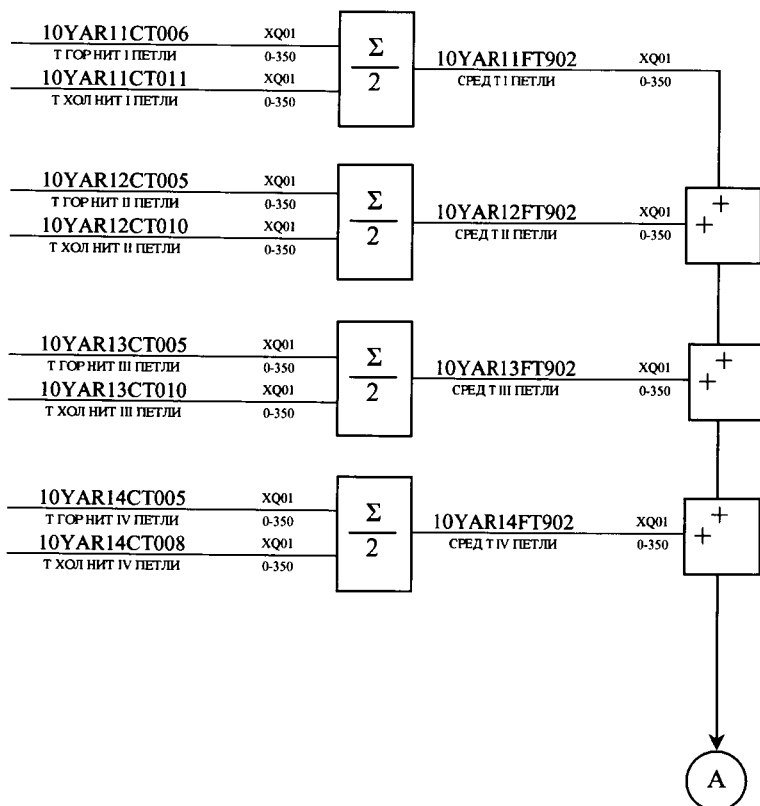 10YAR11CT006 XQ01
Т ГОР НИТ I ПЕТЛИ 0-350
10YAR11CT011 XQ01
Т ХОЛ НИТ I ПЕТЛИ 0-350
Σ
2
10YAR11FT902 XQ01
СРЕД Т I ПЕТЛИ 0-350
10YAR12CT005 XQ01
Т ГОР НИТ II ПЕТЛИ 0-350
10YAR12CT010 XQ01
Т ХОЛ НИТ II ПЕТЛИ 0-350
Σ
2
10YAR12FT902 XQ01
СРЕД Т II ПЕТЛИ 0-350
+
+
10YAR13CT005 XQ01
Т ГОР НИТ III ПЕТЛИ 0-350
10YAR13CT010 XQ01
Т ХОЛ НИТ III ПЕТЛИ 0-350
Σ
2
10YAR13FT902 XQ01
СРЕД Т III ПЕТЛИ 0-350
+
+
10YAR14CT005 XQ01
Т ГОР НИТ IV ПЕТЛИ 0-350
10YAR14CT008 XQ01
Т ХОЛ НИТ IV ПЕТЛИ 0-350
Σ
2
10YAR14FT902 XQ01
СРЕД Т IV ПЕТЛИ 0-350
+
+
A